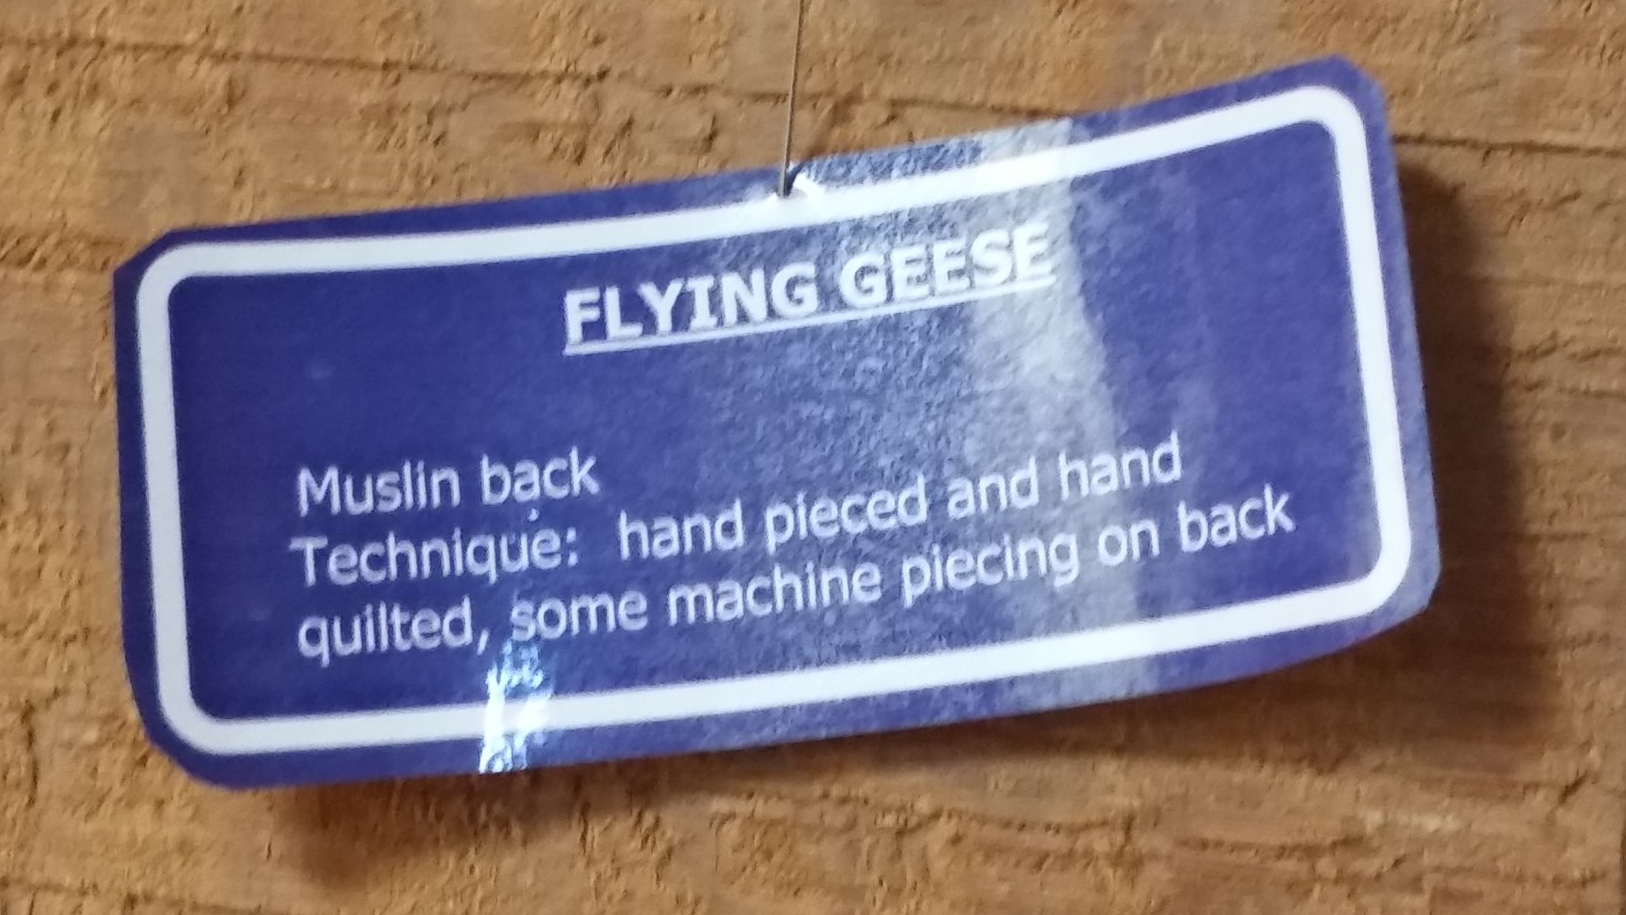 FLYING GEESE
Muslin back
Technique: hand pieced and hand
quilted, some machine piecing on back